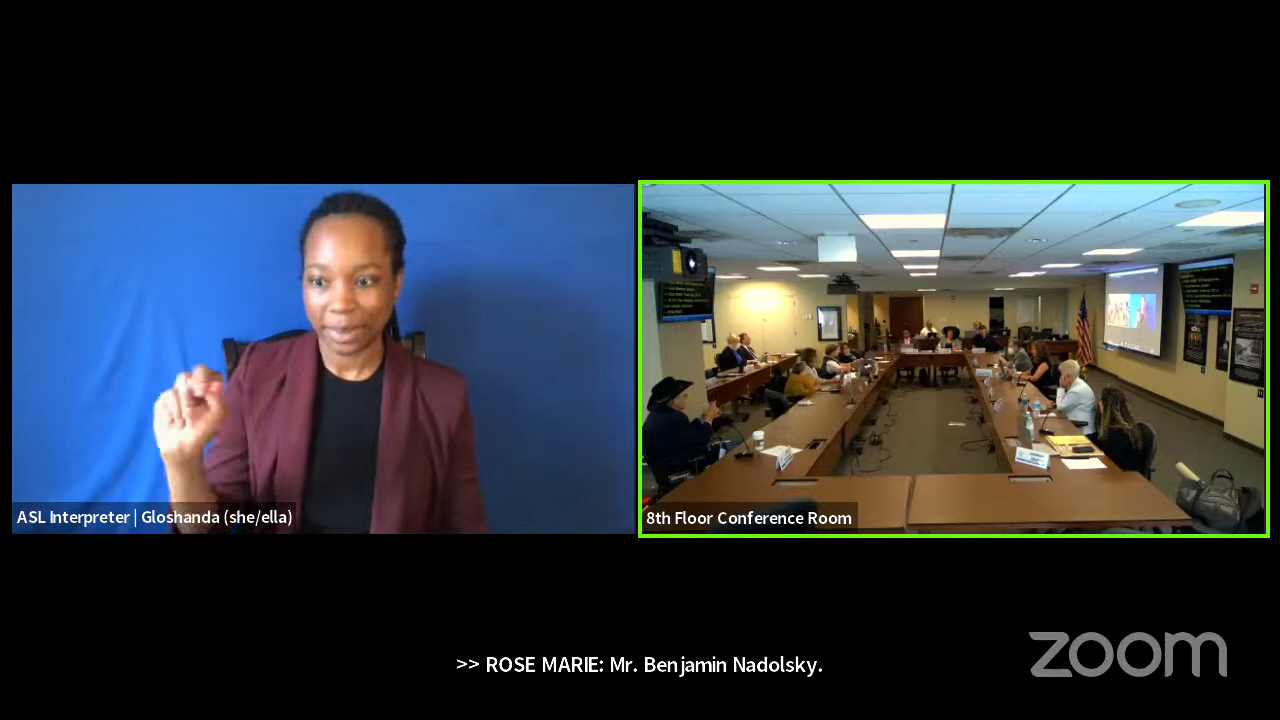 ASL Interpreter | Gloshanda (she/ella)
8th Floor Conference Room
>> ROSE MARIE: Mr. Benjamin Nadolsky.
zoom